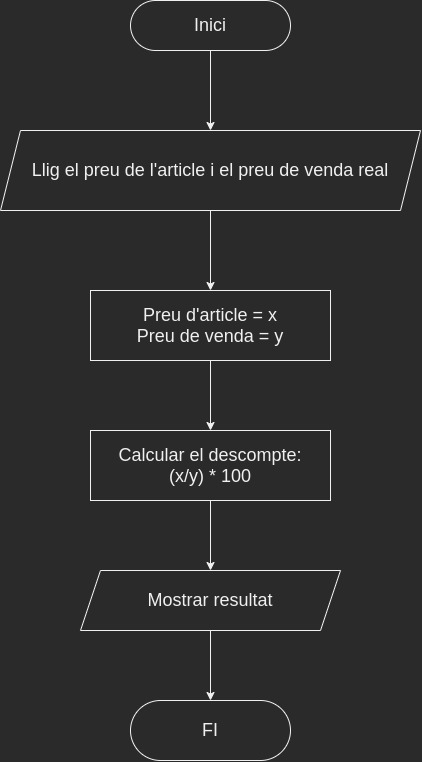 Inici
Llig el preu de l'article i el preu de venda real
Preu d'article = x
Preu de venda = y
Calcular el descompte:
(x/y) * 100
Mostrar resultat
FI